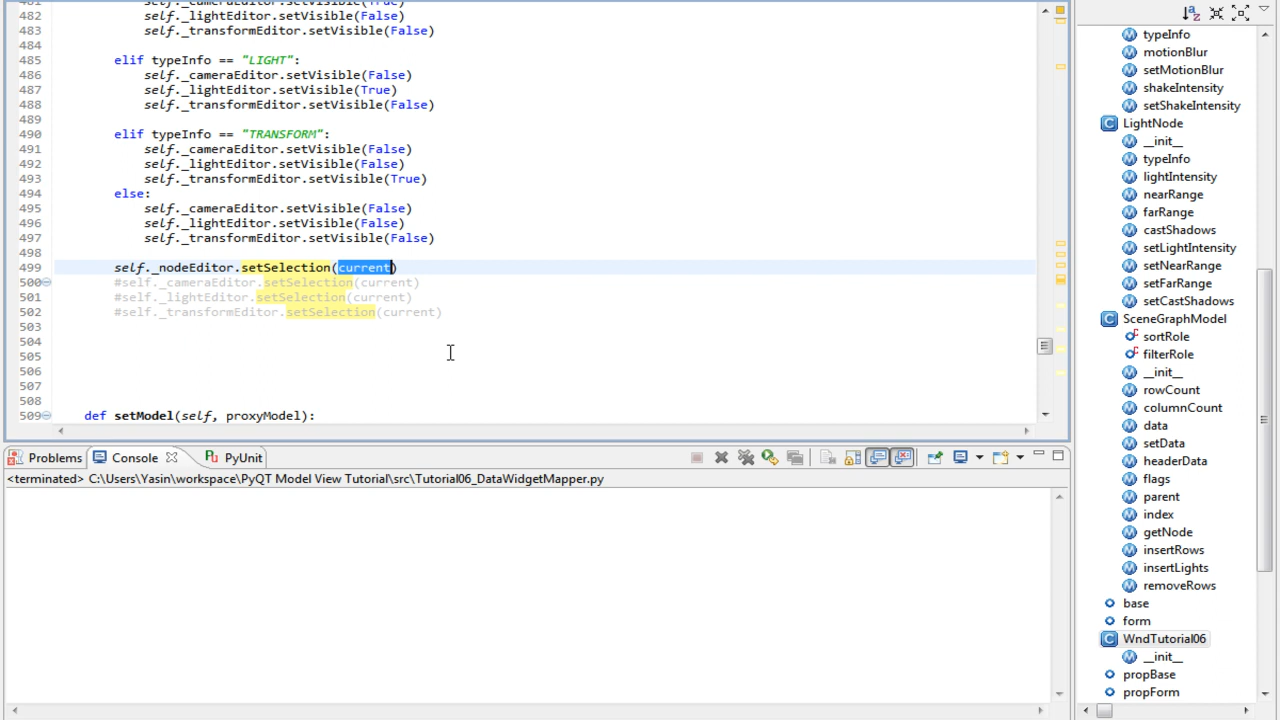 481 self._cameraEditor.setVisible(True)
482 self._lightEditor.setVisible(False)
483 self._transformEditor.setVisible(False)
484
485 elif typeInfo == "LIGHT":
486 self._cameraEditor.setVisible(False)
487 self._lightEditor.setVisible(True)
488 self._transformEditor.setVisible(False)
489
490 elif typeInfo == "TRANSFORM":
491 self._cameraEditor.setVisible(False)
492 self._lightEditor.setVisible(False)
493 self._transformEditor.setVisible(True)
494 else:
495 self._cameraEditor.setVisible(False)
496 self._lightEditor.setVisible(False)
497 self._transformEditor.setVisible(False)
498
499 self._nodeEditor.setSelection(current)
500 #self._cameraEditor.setSelection(current)
501 #self._lightEditor.setSelection(current)
502 #self._transformEditor.setSelection(current)
503
504
505
506
507
508
509 def setModel(self, proxyModel):
Problems Console PyUnit
<terminated> C:\Users\Yasin\workspace\PyQT Model View Tutorial\src\Tutorial06_DataWidgetMapper.py
typeInfo
motionBlur
setMotionBlur
shakeIntensity
setShakeIntensity
LightNode
__init__
typeInfo
lightIntensity
nearRange
farRange
castShadows
setLightIntensity
setNearRange
setFarRange
setCastShadows
SceneGraphModel
sortRole
filterRole
__init__
rowCount
columnCount
data
setData
headerData
flags
parent
index
getNode
insertRows
insertLights
removeRows
base
form
WndTutorial06
__init__
propBase
propForm